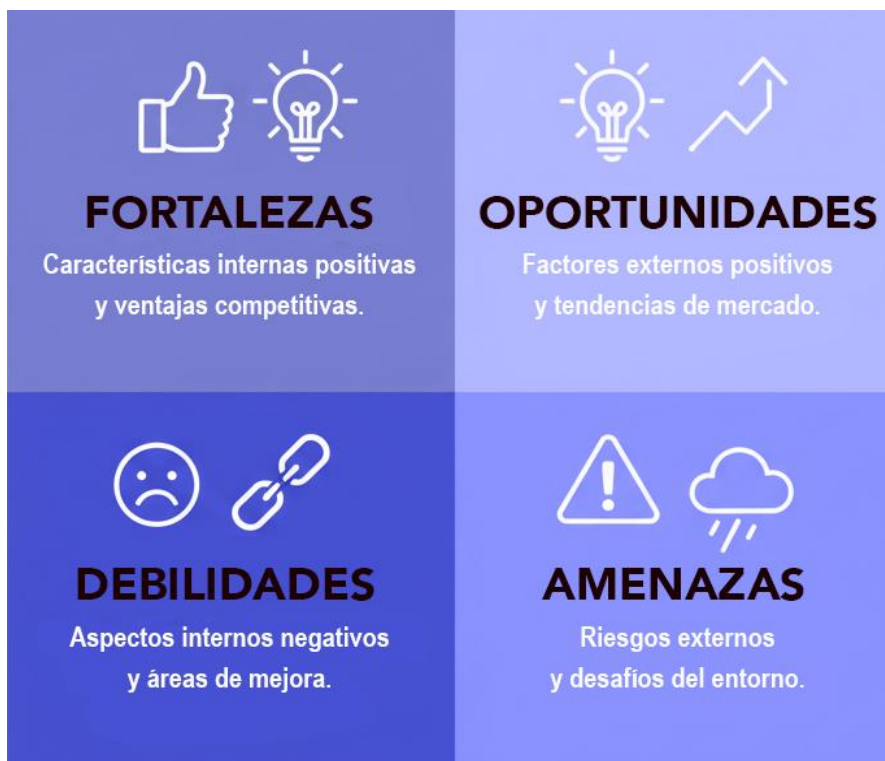 FORTALEZAS
Características internas positivas
y ventajas competitivas.
OPORTUNIDADES
Factores externos positivos
y tendencias de mercado.
DEBILIDADES
Aspectos internos negativos
y áreas de mejora.
AMENAZAS
Riesgos externos
y desafíos del entorno.